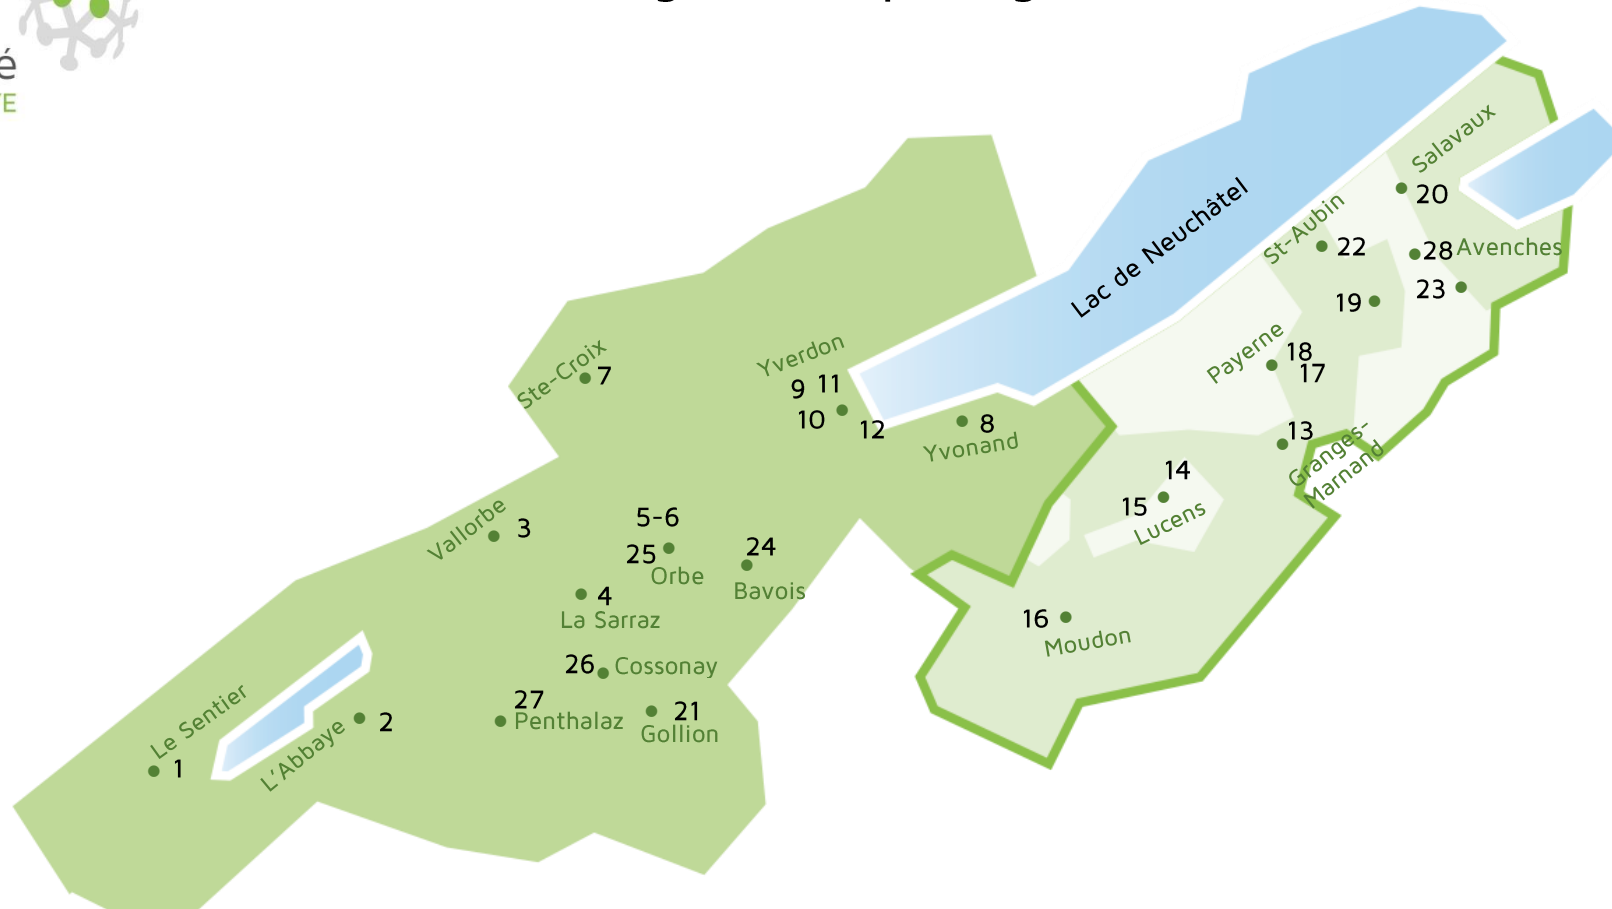 é
TE
Lac de Neuchâtel
Salavaux
20
St-Aubin
22
28 Avenches
23
19
Payerne
18
17
13
Granges-
Marnand
14
15
Lucens
16
Moudon
Yverdon
9 11
10
12
8
Yvonand
Ste-Croix
7
Vallorbe
3
5-6
25
Orbe
24
Bavois
4
La Sarraz
26 Cossonay
27
Penthalaz
21
Gollion
Le Sentier
1
L'Abbaye
2